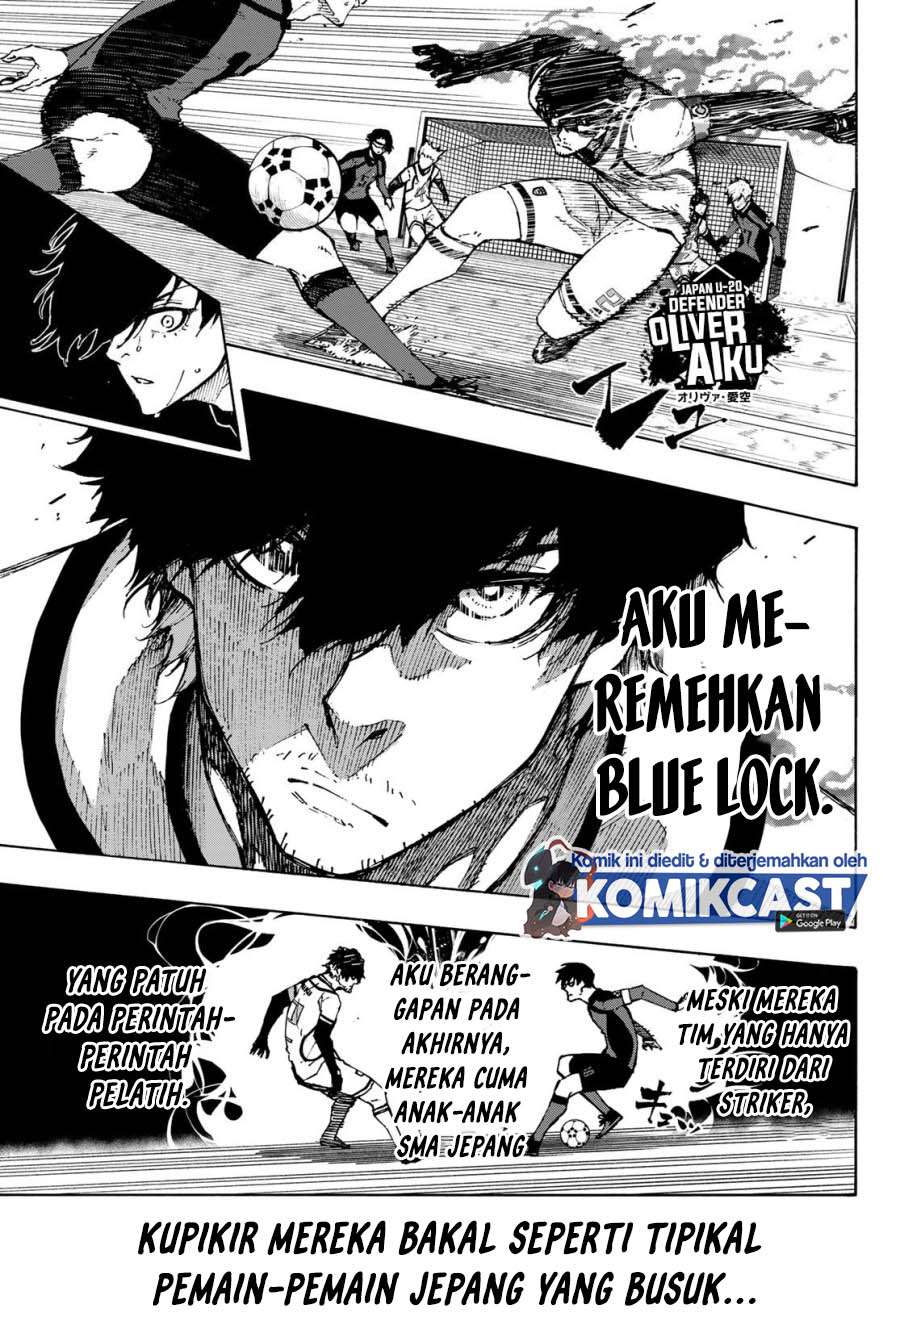 JAPAN U-20
DEFENDER
OLIVER
AIKU
オリヴァ・愛空
AKU ME-
REMEHKAN
BLUE LOCK.
Komik ini diedit & diterjemahkan oleh
KOMIKCAST
GET IT ON
Google Play
MESKI MEREKA
TIM YANG HANYA
TERDIRI DARI
STRIKER,
AKU BERANG-
GAPAN PADA
AKHIRNYA,
MEREKA CUMA
ANAK-ANAK
SMA JEPANG
YANG PATUH
PADA PERINTAH-
PERINTAH
PELATIH.
KUPIKIR MEREKA BAKAL SEPERTI TIPIKAL
PEMAIN-PEMAIN JEPANG YANG BUSUK...